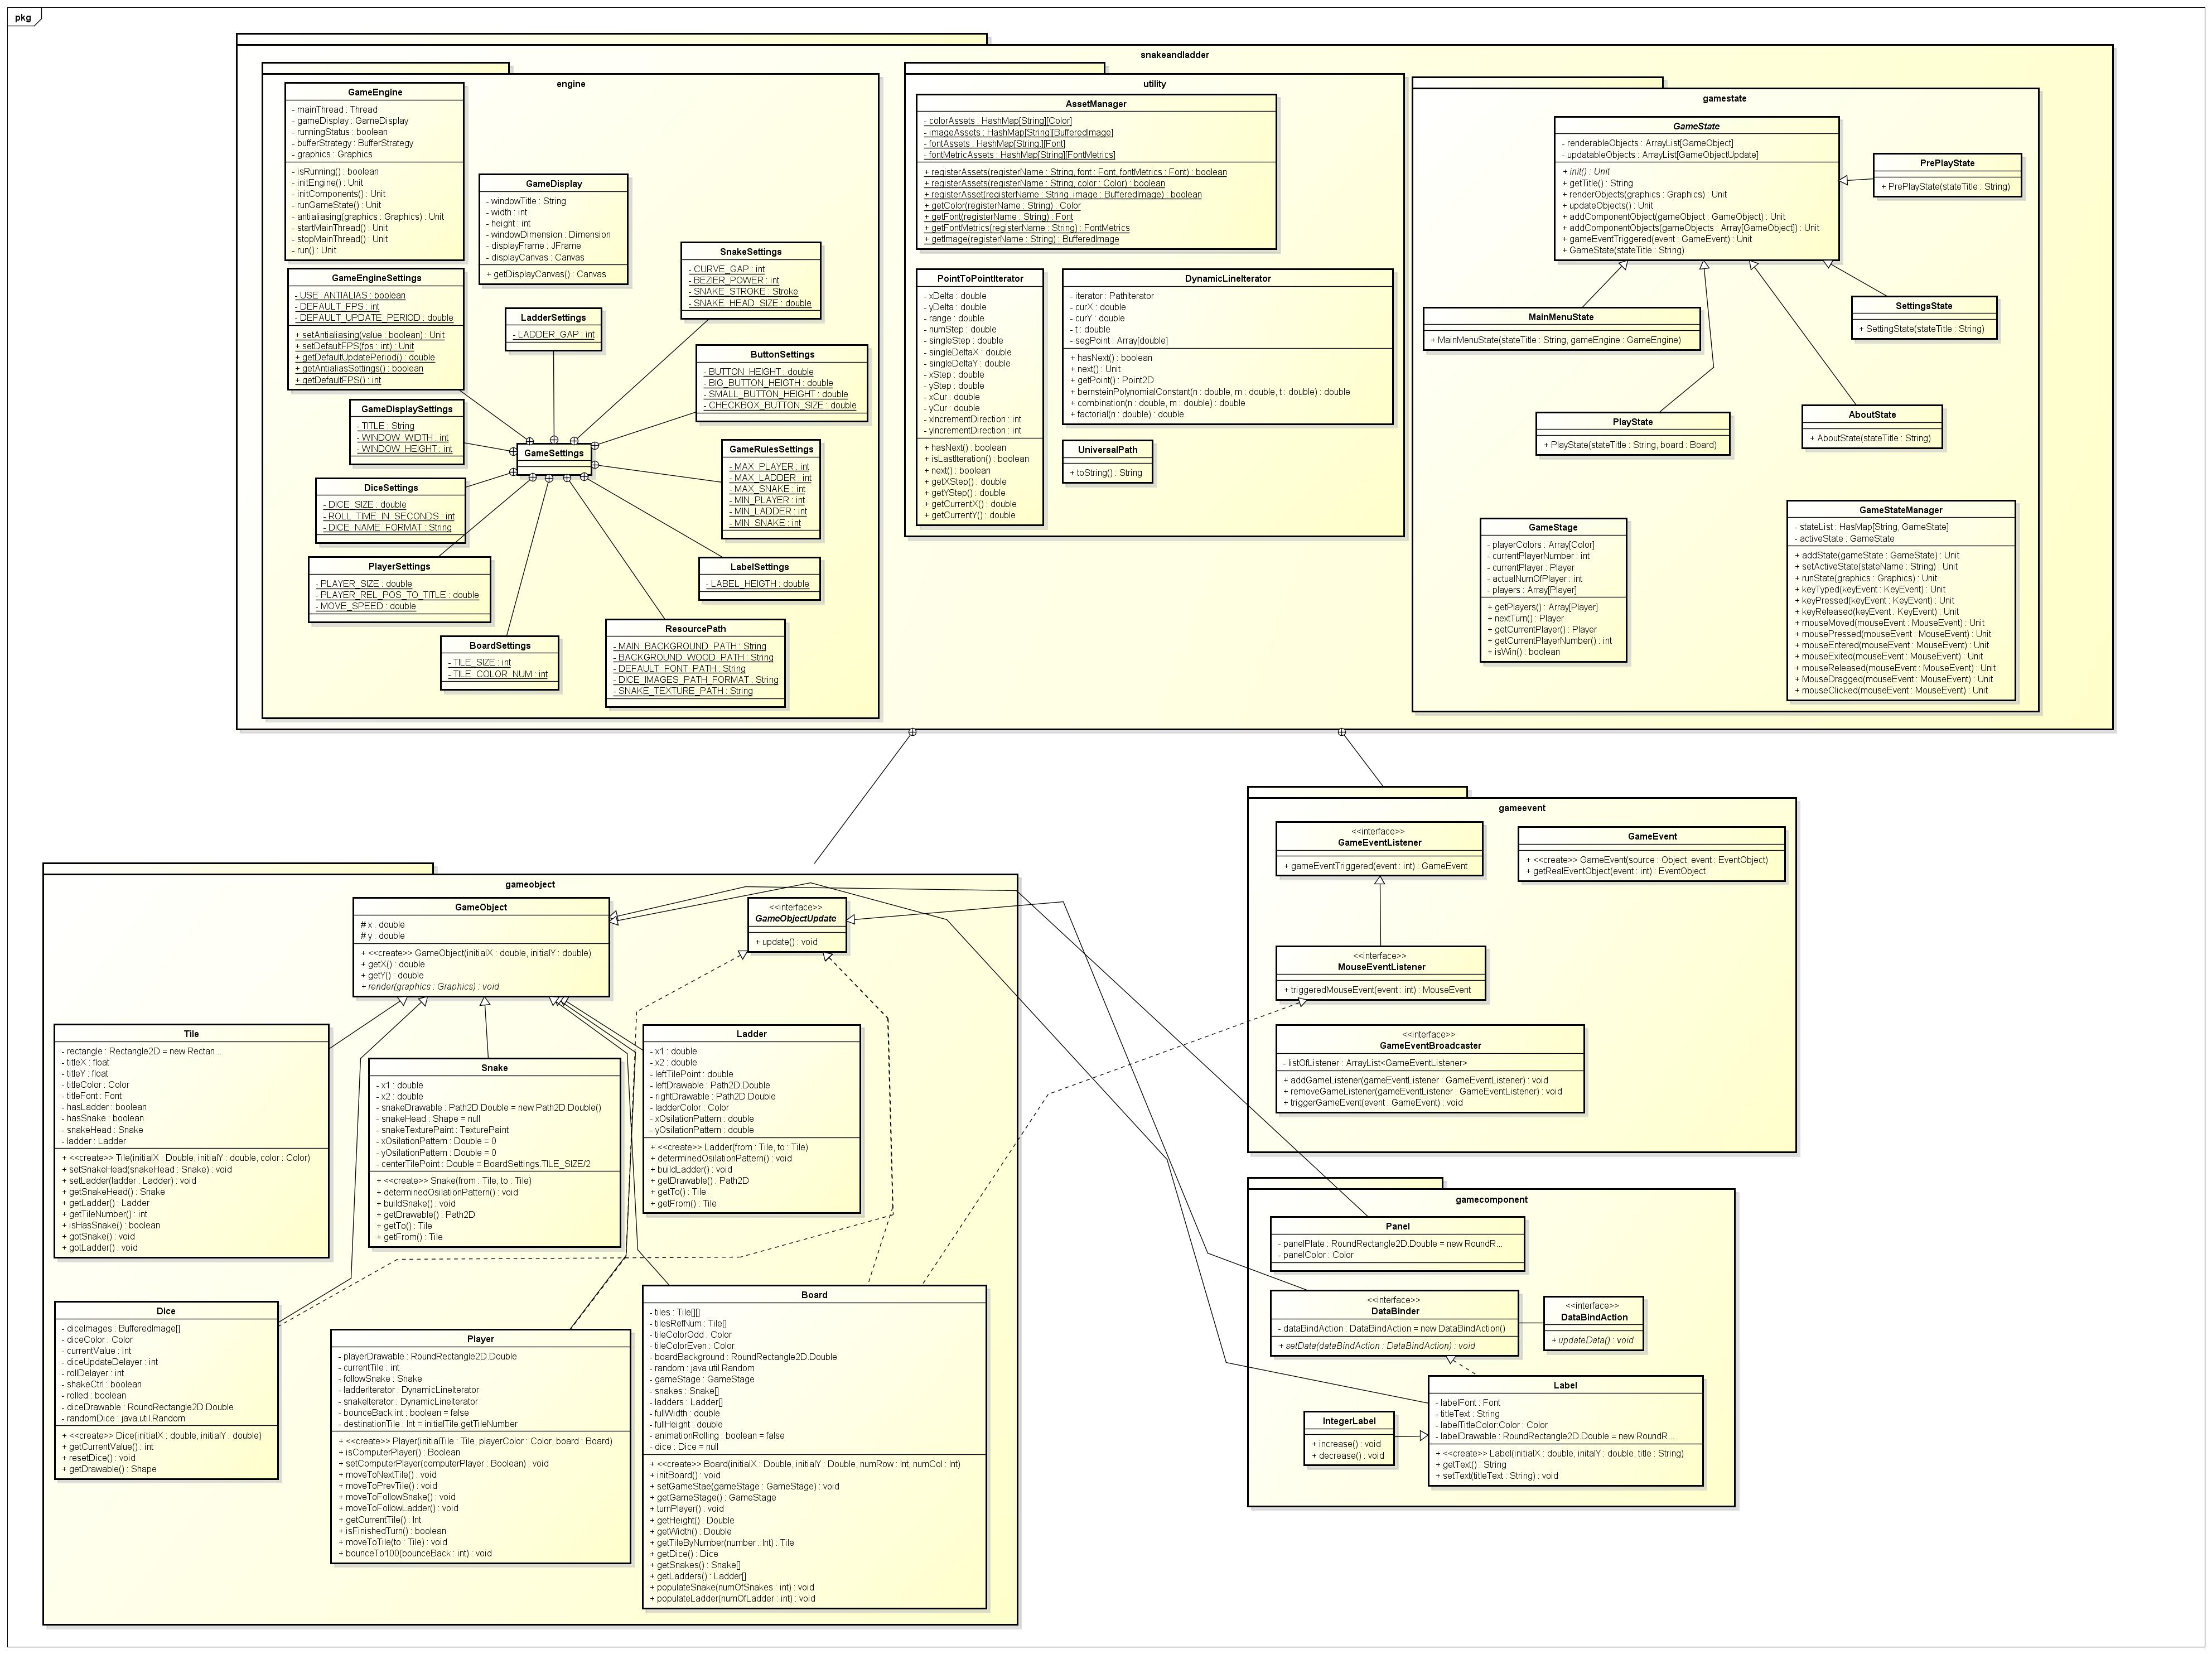 pkg
snakeandladder
engine
GameEngine
- mainThread : Thread
- gameDisplay : GameDisplay
- runningStatus : boolean
- bufferStrategy : BufferStrategy
- graphics : Graphics
- isRunning() : boolean
- initEngine() : Unit
- initComponents() : Unit
- runGameState() : Unit
- antialiasing(graphics : Graphics) : Unit
- startMainThread() : Unit
- stopMainThread() : Unit
- run() : Unit
GameDisplay
- windowTitle : String
- width : int
- height : int
- windowDimension : Dimension
- displayFrame : JFrame
- displayCanvas : Canvas
+ getDisplayCanvas() : Canvas
GameEngineSettings
- USE_ANTIALIAS : boolean
- DEFAULT_FPS : int
- DEFAULT_UPDATE_PERIOD : double
+ setAntialiasing(value : boolean) : Unit
+ setDefaultFPS(fps : int) : Unit
+ getDefaultUpdatePeriod() : double
+ getAntialiasSettings() : boolean
+ getDefaultFPS() : int
SnakeSettings
- CURVE_GAP : int
- BEZIER_POWER : int
- SNAKE_STROKE : Stroke
- SNAKE_HEAD_SIZE : double
LadderSettings
- LADDER_GAP : int
ButtonSettings
- BUTTON_HEIGHT : double
- BIG_BUTTON_HEIGTH : double
- SMALL_BUTTON_HEIGHT : double
- CHECKBOX_BUTTON_SIZE : double
GameDisplaySettings
- TITLE : String
- WINDOW_WIDTH : int
- WINDOW_HEIGHT : int
GameSettings
GameRulesSettings
- MAX_PLAYER : int
- MAX_LADDER : int
- MAX_SNAKE : int
- MIN_PLAYER : int
- MIN_LADDER : int
- MIN_SNAKE : int
DiceSettings
- DICE_SIZE : double
- ROLL_TIME_IN_SECONDS : int
- DICE_NAME_FORMAT : String
PlayerSettings
- PLAYER_SIZE : double
- PLAYER_REL_POS_TO_TITLE : double
- MOVE_SPEED : double
LabelSettings
- LABEL_HEIGTH : double
BoardSettings
- TILE_SIZE : int
- TILE_COLOR_NUM : int
ResourcePath
- MAIN_BACKGROUND_PATH : String
- BACKGROUND_WOOD_PATH : String
- DEFAULT_FONT_PATH : String
- DICE_IMAGES_PATH_FORMAT : String
- SNAKE_TEXTURE_PATH : String
utility
AssetManager
- colorAssets : HashMap[String][Color]
- imageAssets : HashMap[String][BufferedImage]
- fontAssets : HashMap[String,][Font]
- fontMetricAssets : HashMap[String][FontMetrics]
+ registerAssets(registerName : String, font : Font, fontMetrics : Font) : boolean
+ registerAssets(registerName : String, color : Color) : boolean
+ registerAsset(registerName : String, image : BufferedImage) : boolean
+ getColor(registerName : String) : Color
+ getFont(registerName : String) : Font
+ getFontMetrics(registerName : String) : FontMetrics
+ getImage(registerName : String) : BufferedImage
PointToPointIterator
- xDelta : double
- yDelta : double
- range : double
- numStep : double
- singleStep : double
- singleDeltaX : double
- singleDeltaY : double
- xStep : double
- yStep : double
- xCur : double
- yCur : double
- xIncrementDirection : int
- yIncrementDirection : int
+ hasNext() : boolean
+ isLastIteration() : boolean
+ next() : boolean
+ getXStep() : double
+ getYStep() : double
+ getCurrentX() : double
+ getCurrentY() : double
DynamicLineIterator
- iterator : PathIterator
- curX : double
- curY : double
- t : double
- segPoint : Array[double]
+ hasNext() : boolean
+ next() : Unit
+ getPoint() : Point2D
+ bernsteinPolynomialConstant(n : double, m : double, t : double) : double
+ combination(n : double, m : double) : double
+ factorial(n : double) : double
UniversalPath
+ toString() : String
gamestate
GameState
- renderableObjects : ArrayList[GameObject]
- updatableObjects : ArrayList[GameObjectUpdate]
+ init() : Unit
+ getTitle() : String
+ renderObjects(graphics : Graphics) : Unit
+ updateObjects() : Unit
+ addComponentObject(gameObject : GameObject) : Unit
+ addComponentObjects(gameObjects : Array[GameObject]) : Unit
+ gameEventTriggered(event : GameEvent) : Unit
+ GameState(stateTitle : String)
PrePlayState
+ PrePlayState(stateTitle : String)
MainMenuState
+ MainMenuState(stateTitle : String, gameEngine : GameEngine)
SettingsState
+ SettingState(stateTitle : String)
PlayState
+ PlayState(stateTitle : String, board : Board)
AboutState
+ AboutState(stateTitle : String)
GameStage
- playerColors : Array[Color]
- currentPlayerNumber : int
- currentPlayer : Player
- actualNumOfPlayer : int
- players : Array[Player]
+ getPlayers() : Array[Player]
+ nextTurn() : Player
+ getCurrentPlayer() : Player
+ getCurrentPlayerNumber() : int
+ isWin() : boolean
GameStateManager
- stateList : HasMap[String, GameState]
- activeState : GameState
+ addState(gameState : GameState) : Unit
+ setActiveState(stateName : String) : Unit
+ runState(graphics : Graphics) : Unit
+ keyTyped(keyEvent : KeyEvent) : Unit
+ keyPressed(keyEvent : KeyEvent) : Unit
+ keyReleased(keyEvent : KeyEvent) : Unit
+ mouseMoved(mouseEvent : MouseEvent) : Unit
+ mousePressed(mouseEvent : MouseEvent) : Unit
+ mouseEntered(mouseEvent : MouseEvent) : Unit
+ mouseExited(mouseEvent : MouseEvent) : Unit
+ mouseReleased(mouseEvent : MouseEvent) : Unit
+ MouseDragged(mouseEvent : MouseEvent) : Unit
+ mouseClicked(mouseEvent : MouseEvent) : Unit
gameobject
GameObject
# x : double
# y : double
+ <<create>> GameObject(initialX : double, initialY : double)
+ getX() : double
+ getY() : double
+ render(graphics : Graphics) : void
<<interface>>
GameObjectUpdate
+ update() : void
Tile
- rectangle : Rectangle2D = new Rectan...
- titleX : float
- titleY : float
- titleColor : Color
- titleFont : Font
- hasLadder : boolean
- hasSnake : boolean
- snakeHead : Snake
- ladder : Ladder
+ <<create>> Tile(initialX : Double, initialY : double, color : Color)
+ setSnakeHead(snakeHead : Snake) : void
+ setLadder(ladder : Ladder) : void
+ getSnakeHead() : Snake
+ getLadder() : Ladder
+ getTileNumber() : int
+ isHasSnake() : boolean
+ gotSnake() : void
+ gotLadder() : void
Snake
- x1 : double
- x2 : double
- snakeDrawable : Path2D.Double = new Path2D.Double()
- snakeHead : Shape = null
- snakeTexturePaint : TexturePaint
- xOsilationPattern : Double = 0
- yOsilationPattern : Double = 0
- centerTilePoint : Double = BoardSettings.TILE_SIZE/2
+ <<create>> Snake(from : Tile, to : Tile)
+ determinedOsilationPattern() : void
+ buildSnake() : void
+ getDrawable() : Path2D
+ getTo() : Tile
+ getFrom() : Tile
Ladder
- x1 : double
- x2 : double
- leftTilePoint : double
- leftDrawable : Path2D.Double
- rightDrawable : Path2D.Double
- ladderColor : Color
- xOsilationPattern : double
- yOsilationPattern : double
+ <<create>> Ladder(from : Tile, to : Tile)
+ determinedOsilationPattern() : void
+ buildLadder() : void
+ getDrawable() : Path2D
+ getTo() : Tile
+ getFrom() : Tile
Dice
- diceImages : BufferedImage[]
- diceColor : Color
- currentValue : int
- diceUpdateDelayer : int
- rollDelayer : int
- shakeCtrl : boolean
- rolled : boolean
- diceDrawable : RoundRectangle2D.Double
- randomDice : java.util.Random
+ <<create>> Dice(initialX : double, initialY : double)
+ getCurrentValue() : int
+ resetDice() : void
+ getDrawable() : Shape
Player
- playerDrawable : RoundRectangle2D.Double
- currentTile : int
- followSnake : Snake
- ladderIterator : DynamicLineIterator
- snakeIterator : DynamicLineIterator
- bounceBack:int : boolean = false
- destinationTile : Int = initialTile.getTileNumber
+ <<create>> Player(initialTile : Tile, playerColor : Color, board : Board)
+ isComputerPlayer() : Boolean
+ setComputerPlayer(computerPlayer : Boolean) : void
+ moveToNextTile() : void
+ moveToPrevTile() : void
+ moveToFollowSnake() : void
+ moveToFollowLadder() : void
+ getCurrentTile() : Int
+ isFinishedTurn() : boolean
+ moveToTile(to : Tile) : void
+ bounceTo100(bounceBack : int) : void
Board
- tiles : Tile[][]
- tilesRefNum : Tile[]
- tileColorOdd : Color
- tileColorEven : Color
- boardBackground : RoundRectangle2D.Double
- random : java.util.Random
- gameStage : GameStage
- snakes : Snake[]
- ladders : Ladder[]
- fullWidth : double
- fullHeight : double
- animationRolling : boolean = false
- dice : Dice = null
+ <<create>> Board(initialX : Double, initialY : Double, numRow : Int, numCol : Int)
+ initBoard() : void
+ setGameStae(gameStage : GameStage) : void
+ getGameStage() : GameStage
+ turnPlayer() : void
+ getHeight() : Double
+ getWidth() : Double
+ getTileByNumber(number : Int) : Tile
+ getDice() : Dice
+ getSnakes() : Snake[]
+ getLadders() : Ladder[]
+ populateSnake(numOfSnakes : int) : void
+ populateLadder(numOfLadder : int) : void
gameevent
<<interface>>
GameEventListener
+ gameEventTriggered(event : int) : GameEvent
GameEvent
+ <<create>> GameEvent(source : Object, event : EventObject)
+ getRealEventObject(event : int) : EventObject
<<interface>>
MouseEventListener
+ triggeredMouseEvent(event : int) : MouseEvent
<<interface>>
GameEventBroadcaster
- listOfListener : ArrayList<GameEventListener>
+ addGameListener(gameEventListener : GameEventListener) : void
+ removeGameListener(gameEventListener : GameEventListener) : void
+ triggerGameEvent(event : GameEvent) : void
gamecomponent
Panel
- panelPlate : RoundRectangle2D.Double = new RoundR...
- panelColor : Color
<<interface>>
DataBinder
- dataBindAction : DataBindAction = new DataBindAction()
+ setData(dataBindAction : DataBindAction) : void
<<interface>>
DataBindAction
+ updateData() : void
Label
- labelFont : Font
- titleText : String
- labelTitleColor:Color : Color
- labelDrawable : RoundRectangle2D.Double = new RoundR...
+ <<create>> Label(initialX : double, initalY : double, title : String)
+ getText() : String
+ setText(titleText : String) : void
IntegerLabel
+ increase() : void
+ decrease() : void